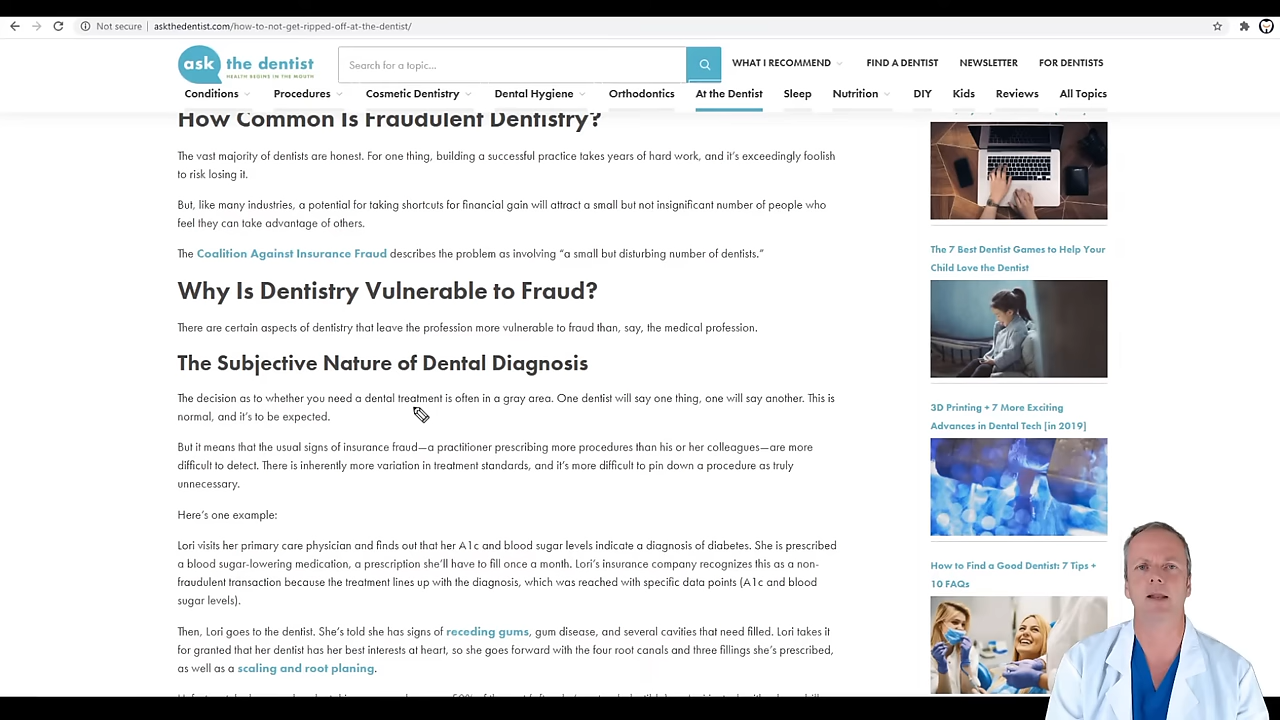 Not secure | askthedentist.com/how-to-not-get-ripped-off-at-the-dentist/
ask the dentist
HEALTH BEGINS IN THE MOUTH
Search for a topic...
WHAT I RECOMMEND
FIND A DENTIST
NEWSLETTER
FOR DENTISTS
Conditions
Procedures
Cosmetic Dentistry
Dental Hygiene
Orthodontics
At the Dentist
Sleep
Nutrition
DIY
Kids
Reviews
All Topics
How Common Is Fraudulent Dentistry?
The vast majority of dentists are honest. For one thing, building a successful practice takes years of hard work, and it's exceedingly foolish
to risk losing it.
But, like many industries, a potential for taking shortcuts for financial gain will attract a small but not insignificant number of people who
feel they can take advantage of others.
The Coalition Against Insurance Fraud describes the problem as involving “a small but disturbing number of dentists.”
Why Is Dentistry Vulnerable to Fraud?
There are certain aspects of dentistry that leave the profession more vulnerable to fraud than, say, the medical profession.
The Subjective Nature of Dental Diagnosis
The decision as to whether you need a dental treatment is often in a gray area. One dentist will say one thing, one will say another. This is
normal, and it's to be expected.
But it means that the usual signs of insurance fraud—a practitioner prescribing more procedures than his or her colleagues—are more
difficult to detect. There is inherently more variation in treatment standards, and it's more difficult to pin down a procedure as truly
unnecessary.
Here's one example:
Lori visits her primary care physician and finds out that her A1c and blood sugar levels indicate a diagnosis of diabetes. She is prescribed
a blood sugar-lowering medication, a prescription she'll have to fill once a month. Lori's insurance company recognizes this as a non-
fraudulent transaction because the treatment lines up with the diagnosis, which was reached with specific data points (A1c and blood
sugar levels).
Then, Lori goes to the dentist. She's told she has signs of receding gums, gum disease, and several cavities that need filled. Lori takes it
for granted that her dentist has her best interests at heart, so she goes forward with the four root canals and three fillings she's prescribed,
as well as a scaling and root planing.
The 7 Best Dentist Games to Help Your
Child Love the Dentist
3D Printing + 7 More Exciting
Advances in Dental Tech [in 2019]
How to Find a Good Dentist: 7 Tips +
10 FAQs